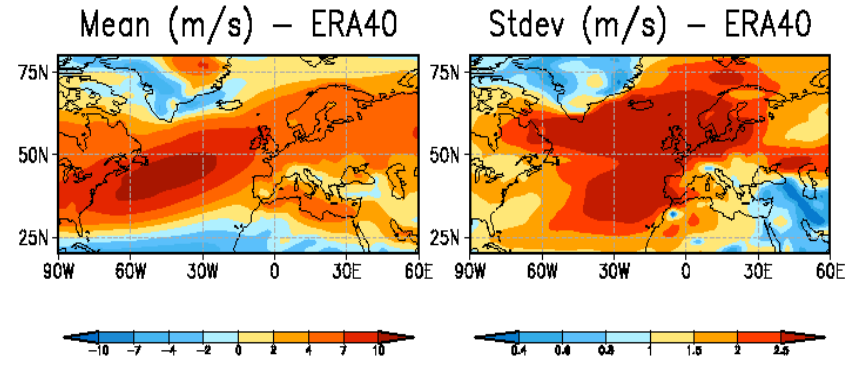 Mean (m/s) – ERA40 Stdev (m/s) – ERA40
75N 75N
50N 50N
25N 25N
90W 60W 30W 0 30E 60E 90W 60W 30W 0 30E 60E
-10 -7 -4 -2 0 2 4 7 10 0.4 0.6 0.8 1 1.5 2 2.5